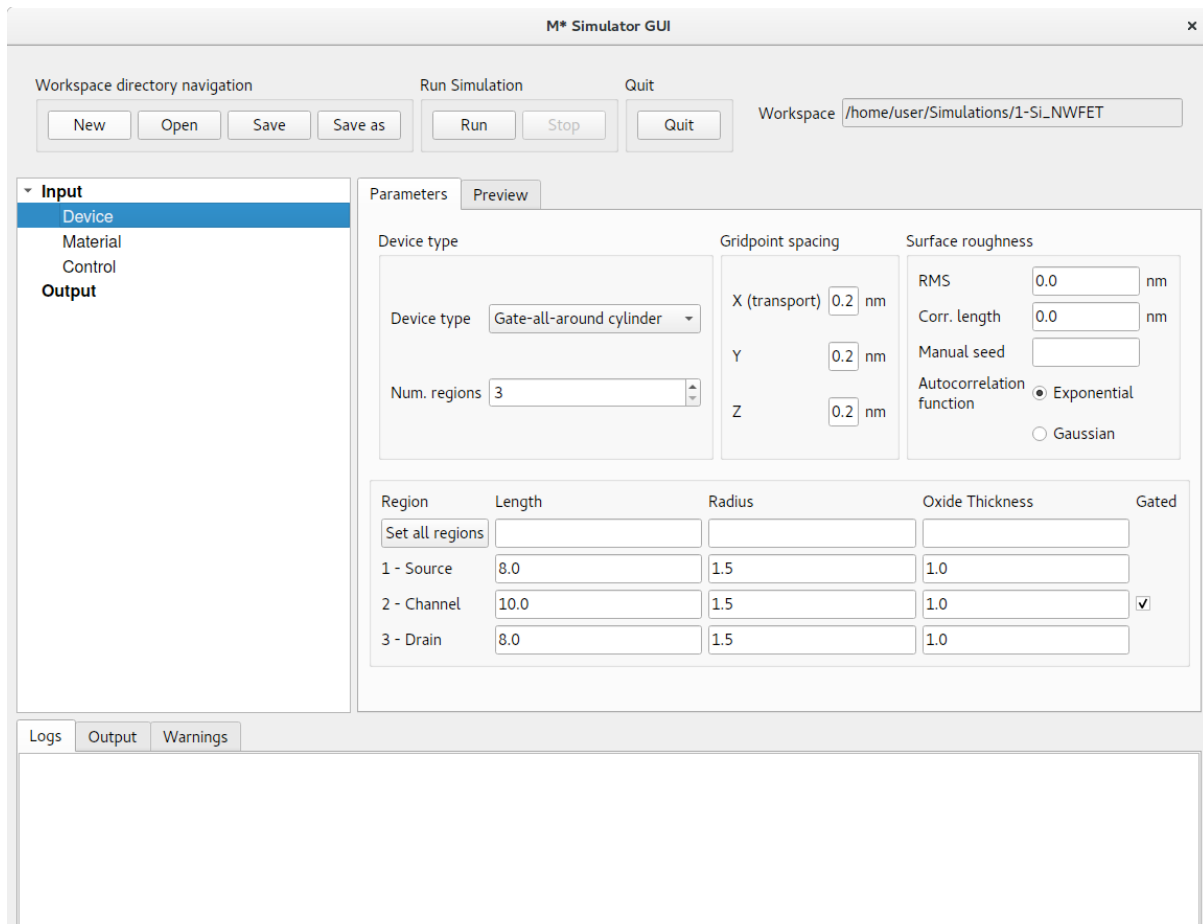 M* Simulator GUI
Workspace directory navigation
Run Simulation
Quit
New
Open
Save
Save as
Run
Stop
Quit
Workspace
/home/user/Simulations/1-Si_NWFET
Input
Device
Material
Control
Output
Parameters
Preview
Device type
Device type
Gate-all-around cylinder
Num. regions
3
Gridpoint spacing
X (transport)
0.2
nm
Y
0.2
nm
Z
0.2
nm
Surface roughness
RMS
0.0
nm
Corr. length
0.0
nm
Manual seed
Autocorrelation
function
Exponential
Gaussian
Region
Length
Radius
Oxide Thickness
Gated
Set all regions
1 - Source
8.0
1.5
1.0
2 - Channel
10.0
1.5
1.0
3 - Drain
8.0
1.5
1.0
Logs
Output
Warnings